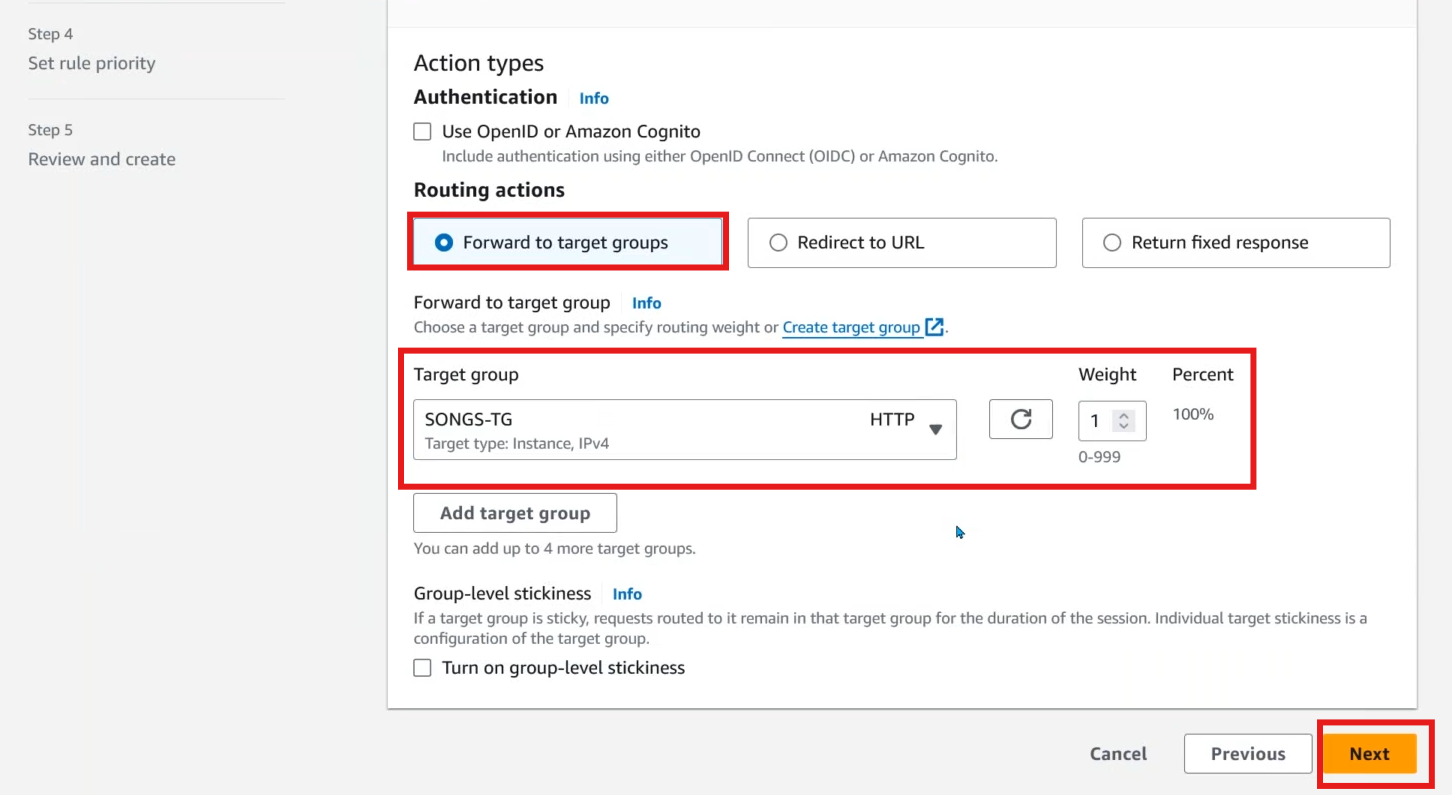 Step 4
Set rule priority
Step 5
Review and create
Action types
Authentication Info
Use OpenID or Amazon Cognito
Include authentication using either OpenID Connect (OIDC) or Amazon Cognito.
Routing actions
Forward to target groups
Redirect to URL
Return fixed response
Forward to target group Info
Choose a target group and specify routing weight or Create target group .
Target group
Weight
Percent
SONGS-TG
HTTP
Target type: Instance, IPv4
1
100%
0-999
Add target group
You can add up to 4 more target groups.
Group-level stickiness Info
If a target group is sticky, requests routed to it remain in that target group for the duration of the session. Individual target stickiness is a
configuration of the target group.
Turn on group-level stickiness
Cancel
Previous
Next